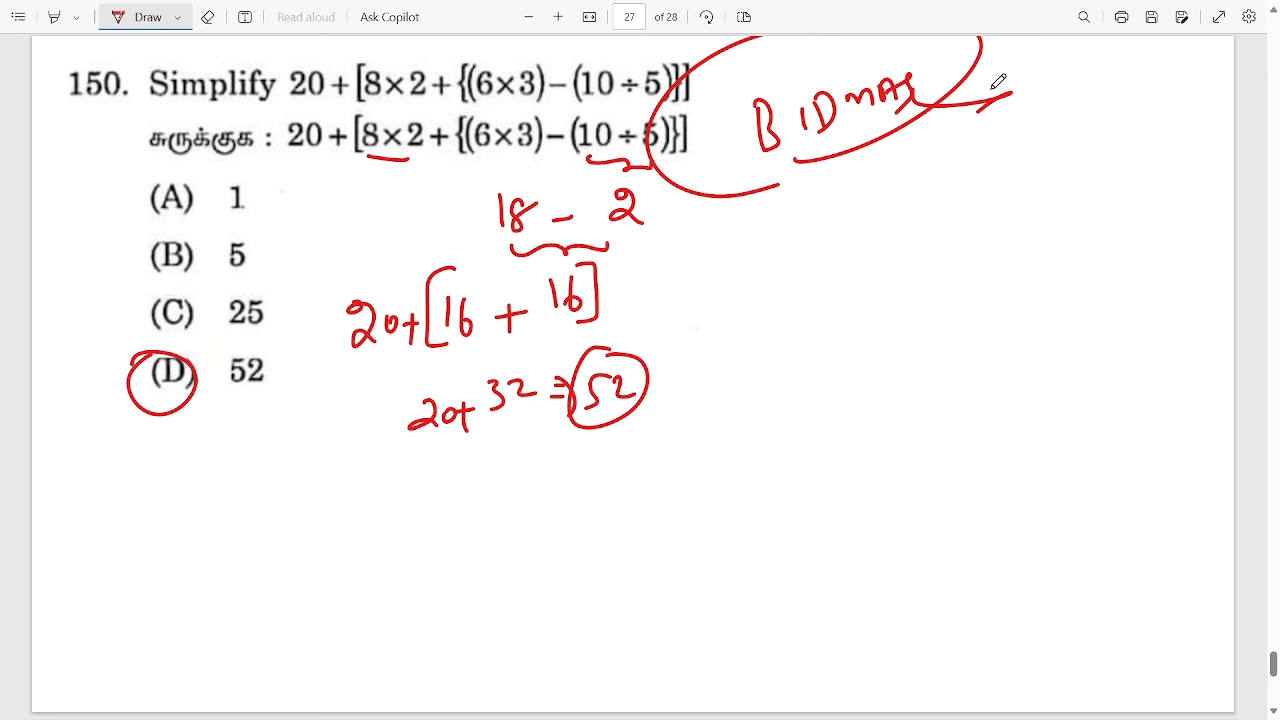 Draw
Read aloud
Ask Copilot
27 of 28
150. Simplify 20+[8×2+{(6×3)−(10÷5)}]
சுருக்குக : 20+[8×2+{(6×3)−(10÷5)}]
BIDMAS
(A) 1
18 − 2
(B) 5
20+[16 + 16]
(C) 25
(D) 52
20+32 = 52